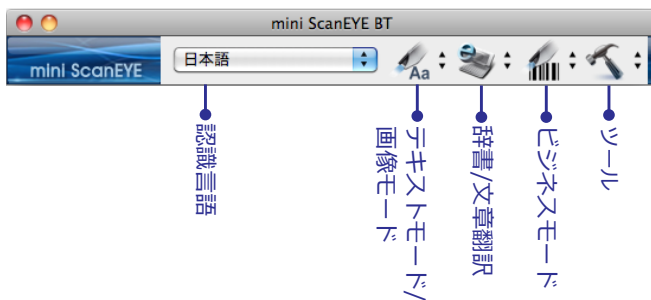 mini ScanEYE BT
mini ScanEYE
日本語
Aa
認識言語
テキストモード/
画像モード
辞書/文章翻訳
ビジネスモード
ツール